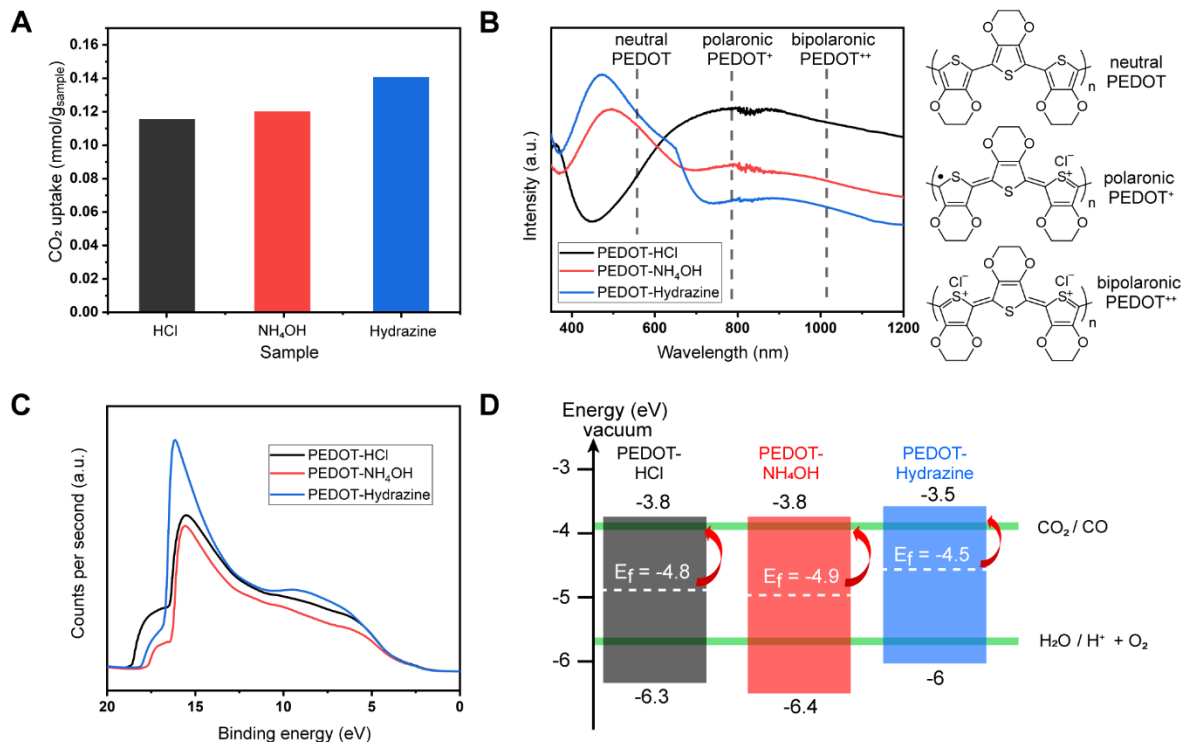 A
CO₂ uptake (mmol/g_sample)
0.16
0.14
0.12
0.10
0.08
0.06
0.04
0.02
0.00
HCl
NH₄OH
Hydrazine
Sample
B
Intensity (a.u.)
neutral
PEDOT
polaronic
PEDOT⁺
bipolaronic
PEDOT⁺⁺
PEDOT-HCl
PEDOT-NH₄OH
PEDOT-Hydrazine
400
600
800
1000
1200
Wavelength (nm)
O O
S S
S
O O O O
n
neutral
PEDOT
O O
Cl⁻
• S S⁺
S
O O O O
n
polaronic
PEDOT⁺
O O
Cl⁻ Cl⁻
S⁺ S⁺
S
O O O O
n
bipolaronic
PEDOT⁺⁺
C
Counts per second (a.u.)
PEDOT-HCl
PEDOT-NH₄OH
PEDOT-Hydrazine
20
15
10
5
0
Binding energy (eV)
D
Energy (eV)
vacuum
-3
-4
-5
-6
PEDOT-
HCl
-3.8
E_f = -4.8
-6.3
PEDOT-
NH₄OH
-3.8
E_f = -4.9
-6.4
PEDOT-
Hydrazine
-3.5
E_f = -4.5
-6
CO₂ / CO
H₂O / H⁺ + O₂